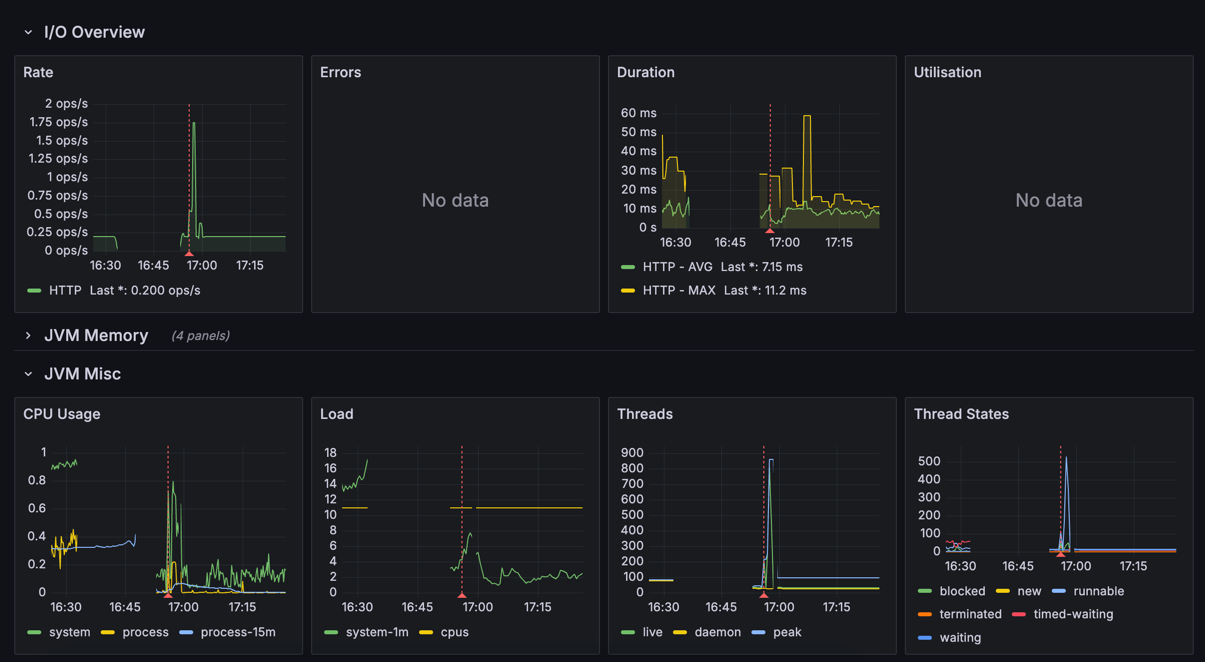 I/O Overview
Rate
2 ops/s
1.75 ops/s
1.5 ops/s
1.25 ops/s
1 ops/s
0.75 ops/s
0.5 ops/s
0.25 ops/s
0 ops/s
16:30 16:45 17:00 17:15
HTTP Last *: 0.200 ops/s
Errors
No data
Duration
60 ms
50 ms
40 ms
30 ms
20 ms
10 ms
0 s
16:30 16:45 17:00 17:15
HTTP - AVG Last *: 7.15 ms
HTTP - MAX Last *: 11.2 ms
Utilisation
No data
JVM Memory (4 panels)
JVM Misc
CPU Usage
1
0.8
0.6
0.4
0.2
0
16:30 16:45 17:00 17:15
system process process-15m
Load
18
16
14
12
10
8
6
4
2
0
16:30 16:45 17:00 17:15
system-1m cpus
Threads
900
800
700
600
500
400
300
200
100
0
16:30 16:45 17:00 17:15
live daemon peak
Thread States
500
400
300
200
100
0
16:30 16:45 17:00 17:15
blocked new runnable
terminated timed-waiting
waiting